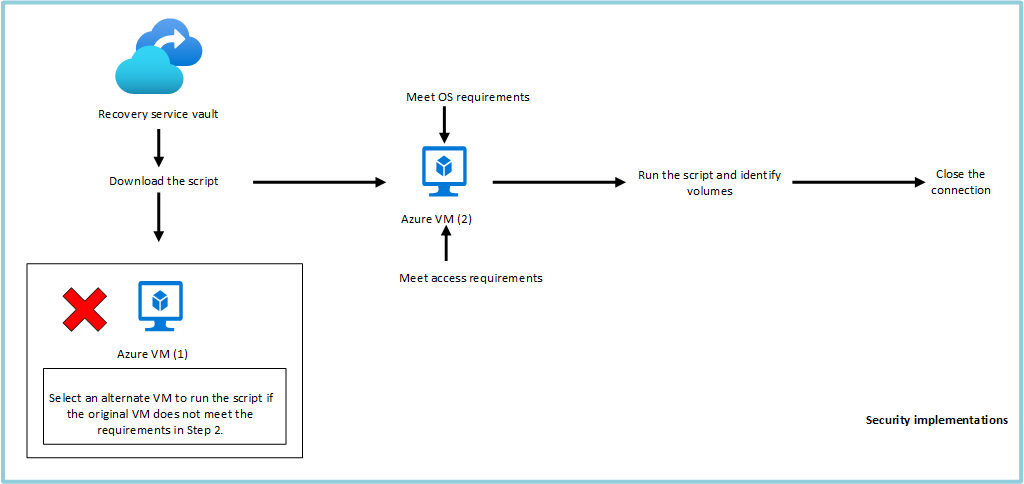 Recovery service vault
Download the script
Meet OS requirements
Azure VM (2)
Meet access requirements
Run the script and identify
volumes
Close the
connection
Azure VM (1)
Select an alternate VM to run the script if
the original VM does not meet the
requirements in Step 2.
Security implementations